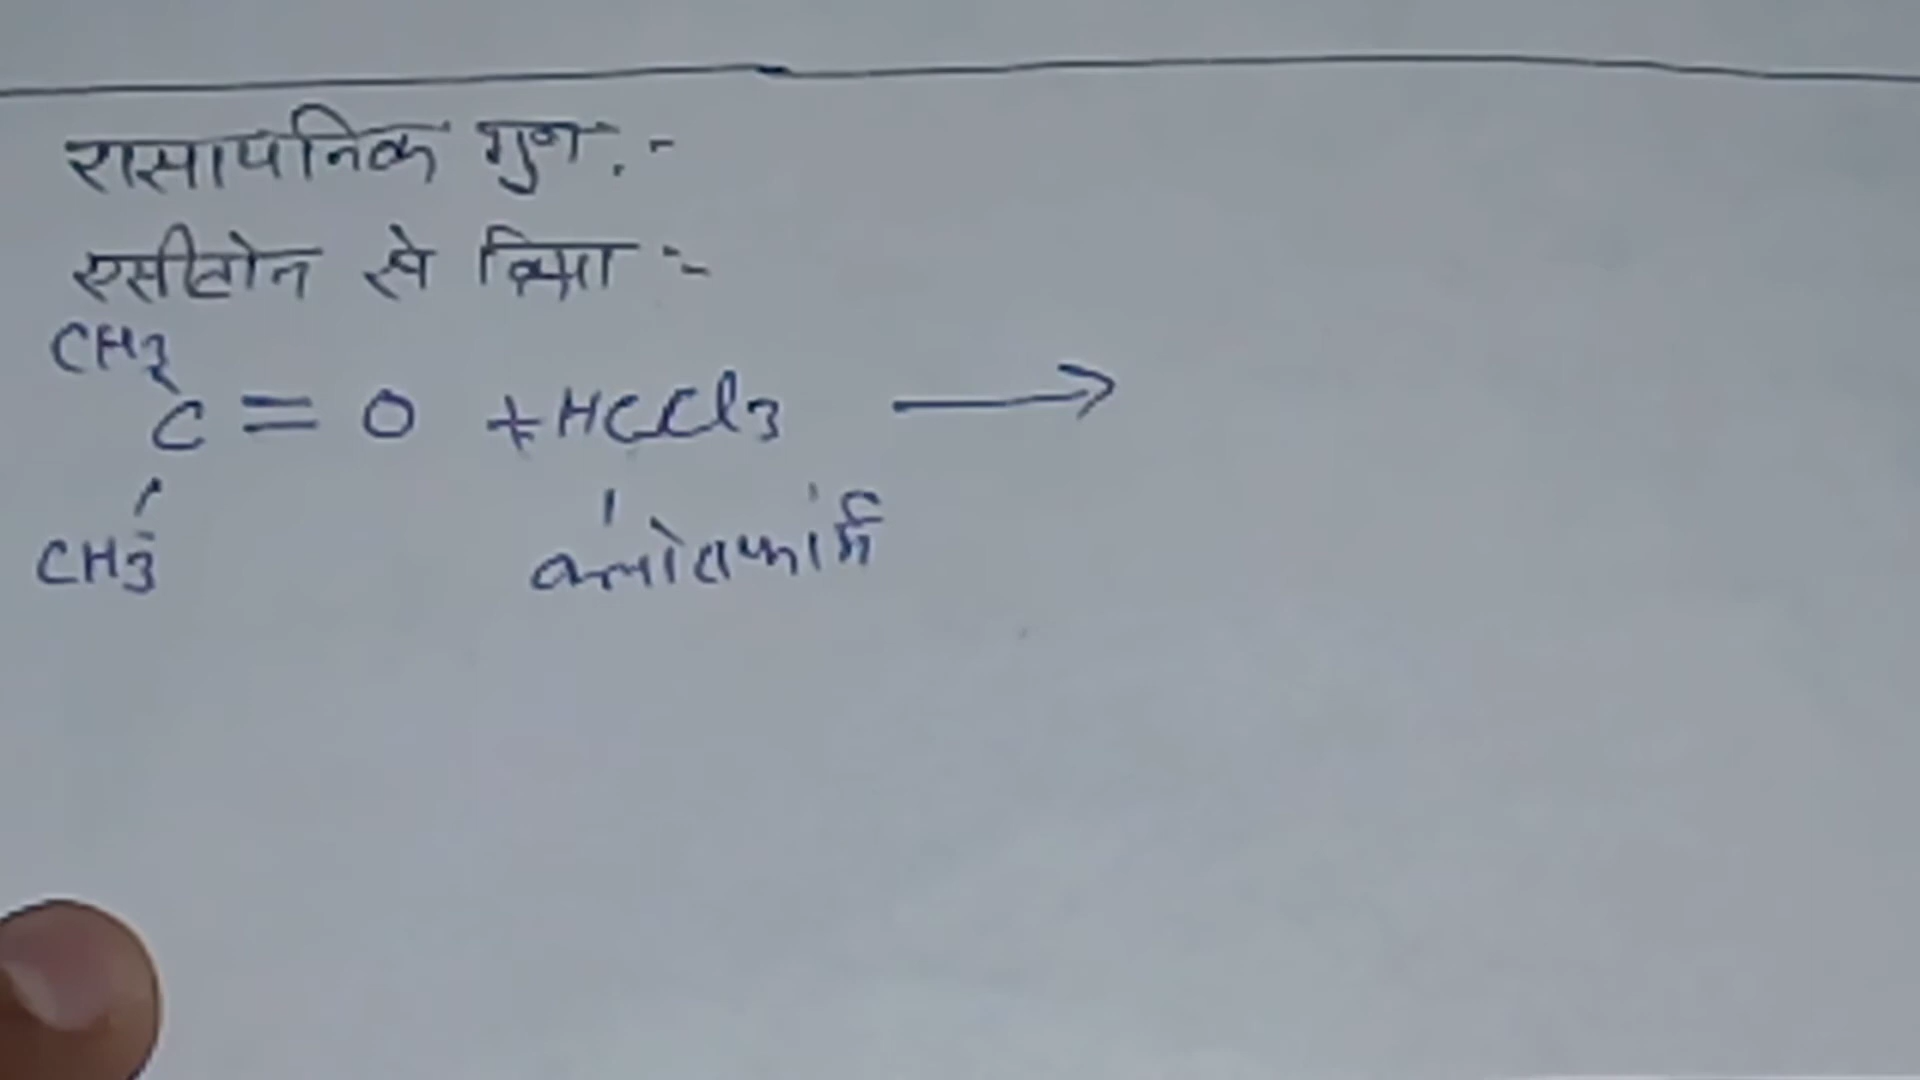 रासायनिक गुण :-
एसीटोन से क्रिया :-
CH3
C = O + HCCl3 ⟶
CH3 क्लोरोफार्म